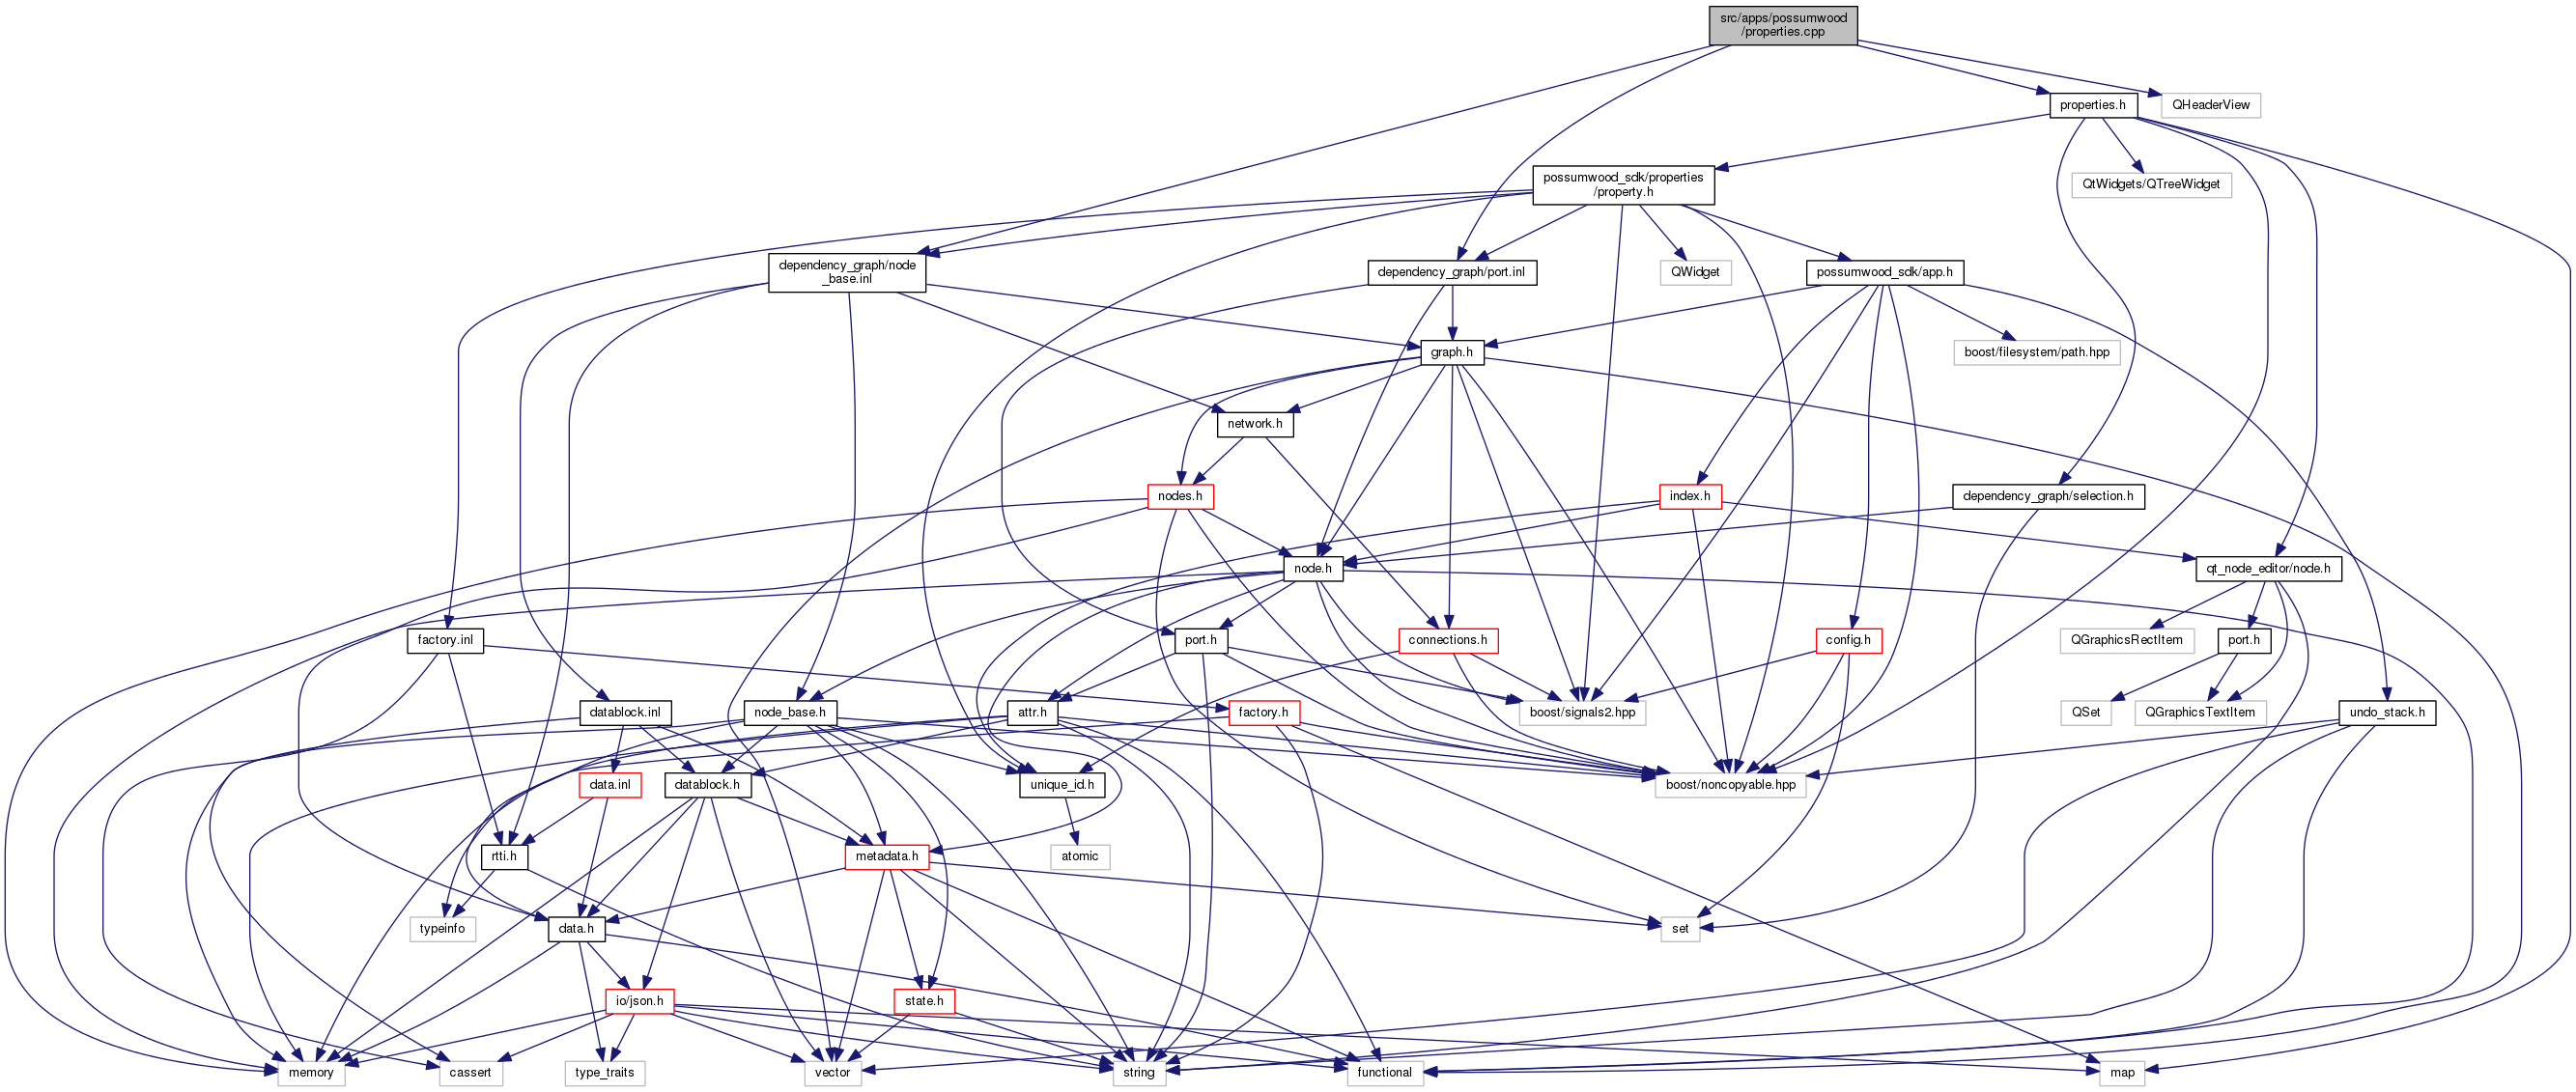 src/apps/possumwood
/properties.cpp
properties.h
QHeaderView
possumwood_sdk/properties
/property.h
QtWidgets/QTreeWidget
dependency_graph/node
_base.inl
dependency_graph/port.inl
QWidget
possumwood_sdk/app.h
graph.h
boost/filesystem/path.hpp
network.h
nodes.h
index.h
dependency_graph/selection.h
node.h
qt_node_editor/node.h
factory.inl
port.h
connections.h
config.h
QGraphicsRectItem
port.h
datablock.inl
node_base.h
attr.h
factory.h
boost/signals2.hpp
QSet
QGraphicsTextItem
undo_stack.h
data.inl
datablock.h
unique_id.h
boost/noncopyable.hpp
rtti.h
metadata.h
atomic
typeinfo
data.h
set
io/json.h
state.h
memory
cassert
type_traits
vector
string
functional
map